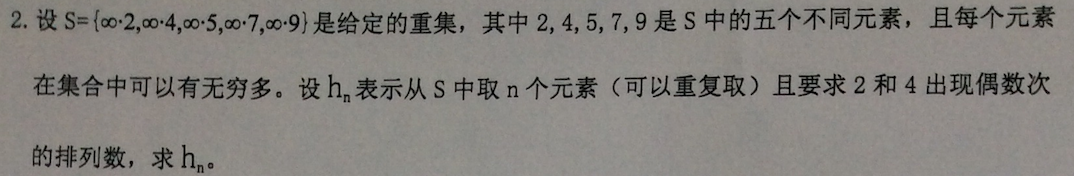 2. 设 S={∞·2,∞·4,∞·5,∞·7,∞·9}是给定的重集，其中 2, 4, 5, 7, 9 是 S 中的五个不同元素，且每个元素
在集合中可以有无穷多。设 hₙ 表示从 S 中取 n 个元素（可以重复取）且要求 2 和 4 出现偶数次
的排列数，求 hₙ。